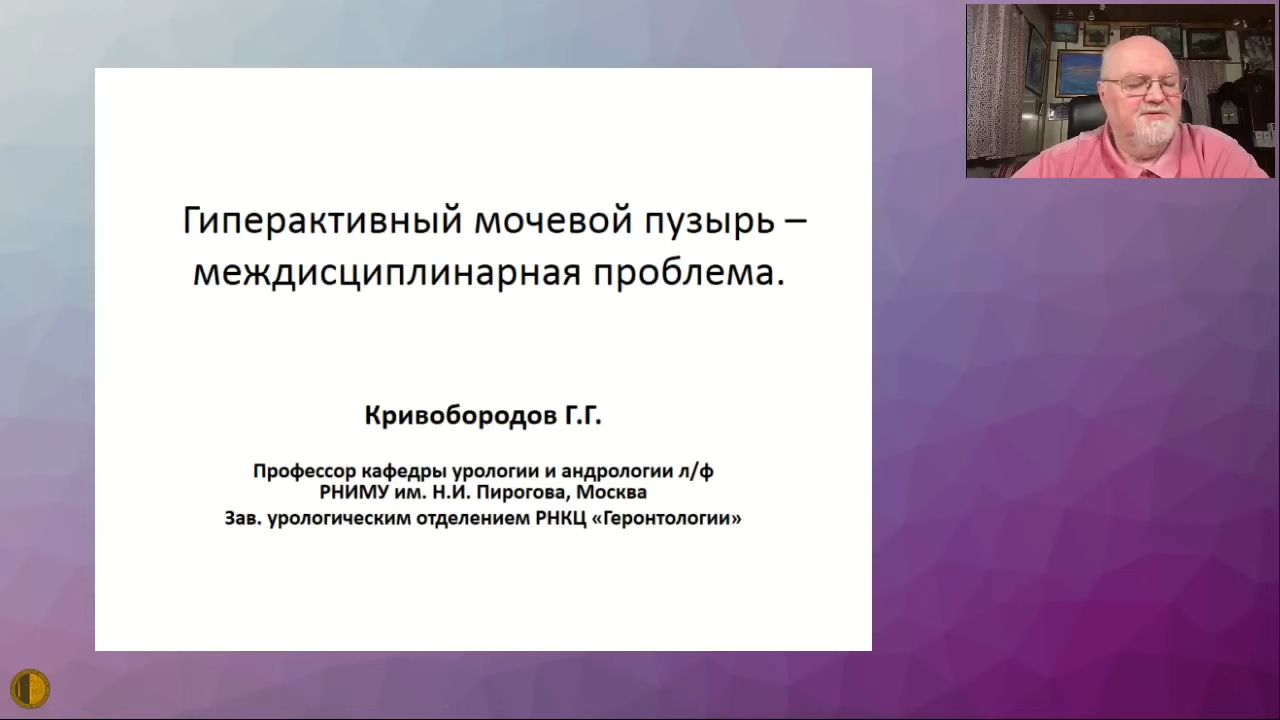 Гиперактивный мочевой пузырь –
междисциплинарная проблема.
Кривобородов Г.Г.
Профессор кафедры урологии и андрологии л/ф
РНИМУ им. Н.И. Пирогова, Москва
Зав. урологическим отделением РНКЦ «Геронтологии»